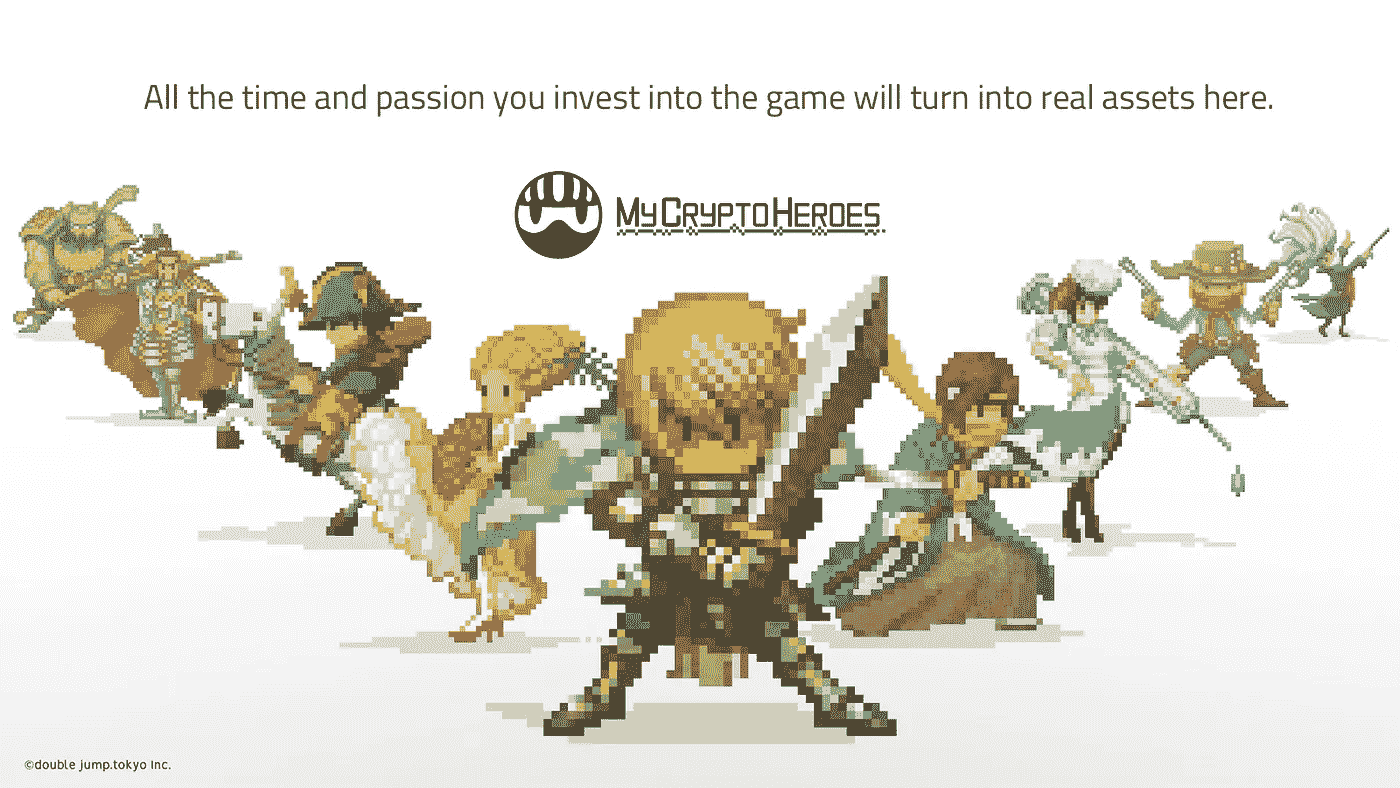 All the time and passion you invest into the game will turn into real assets here.
MyCryptoHeroes
©double jump.tokyo Inc.